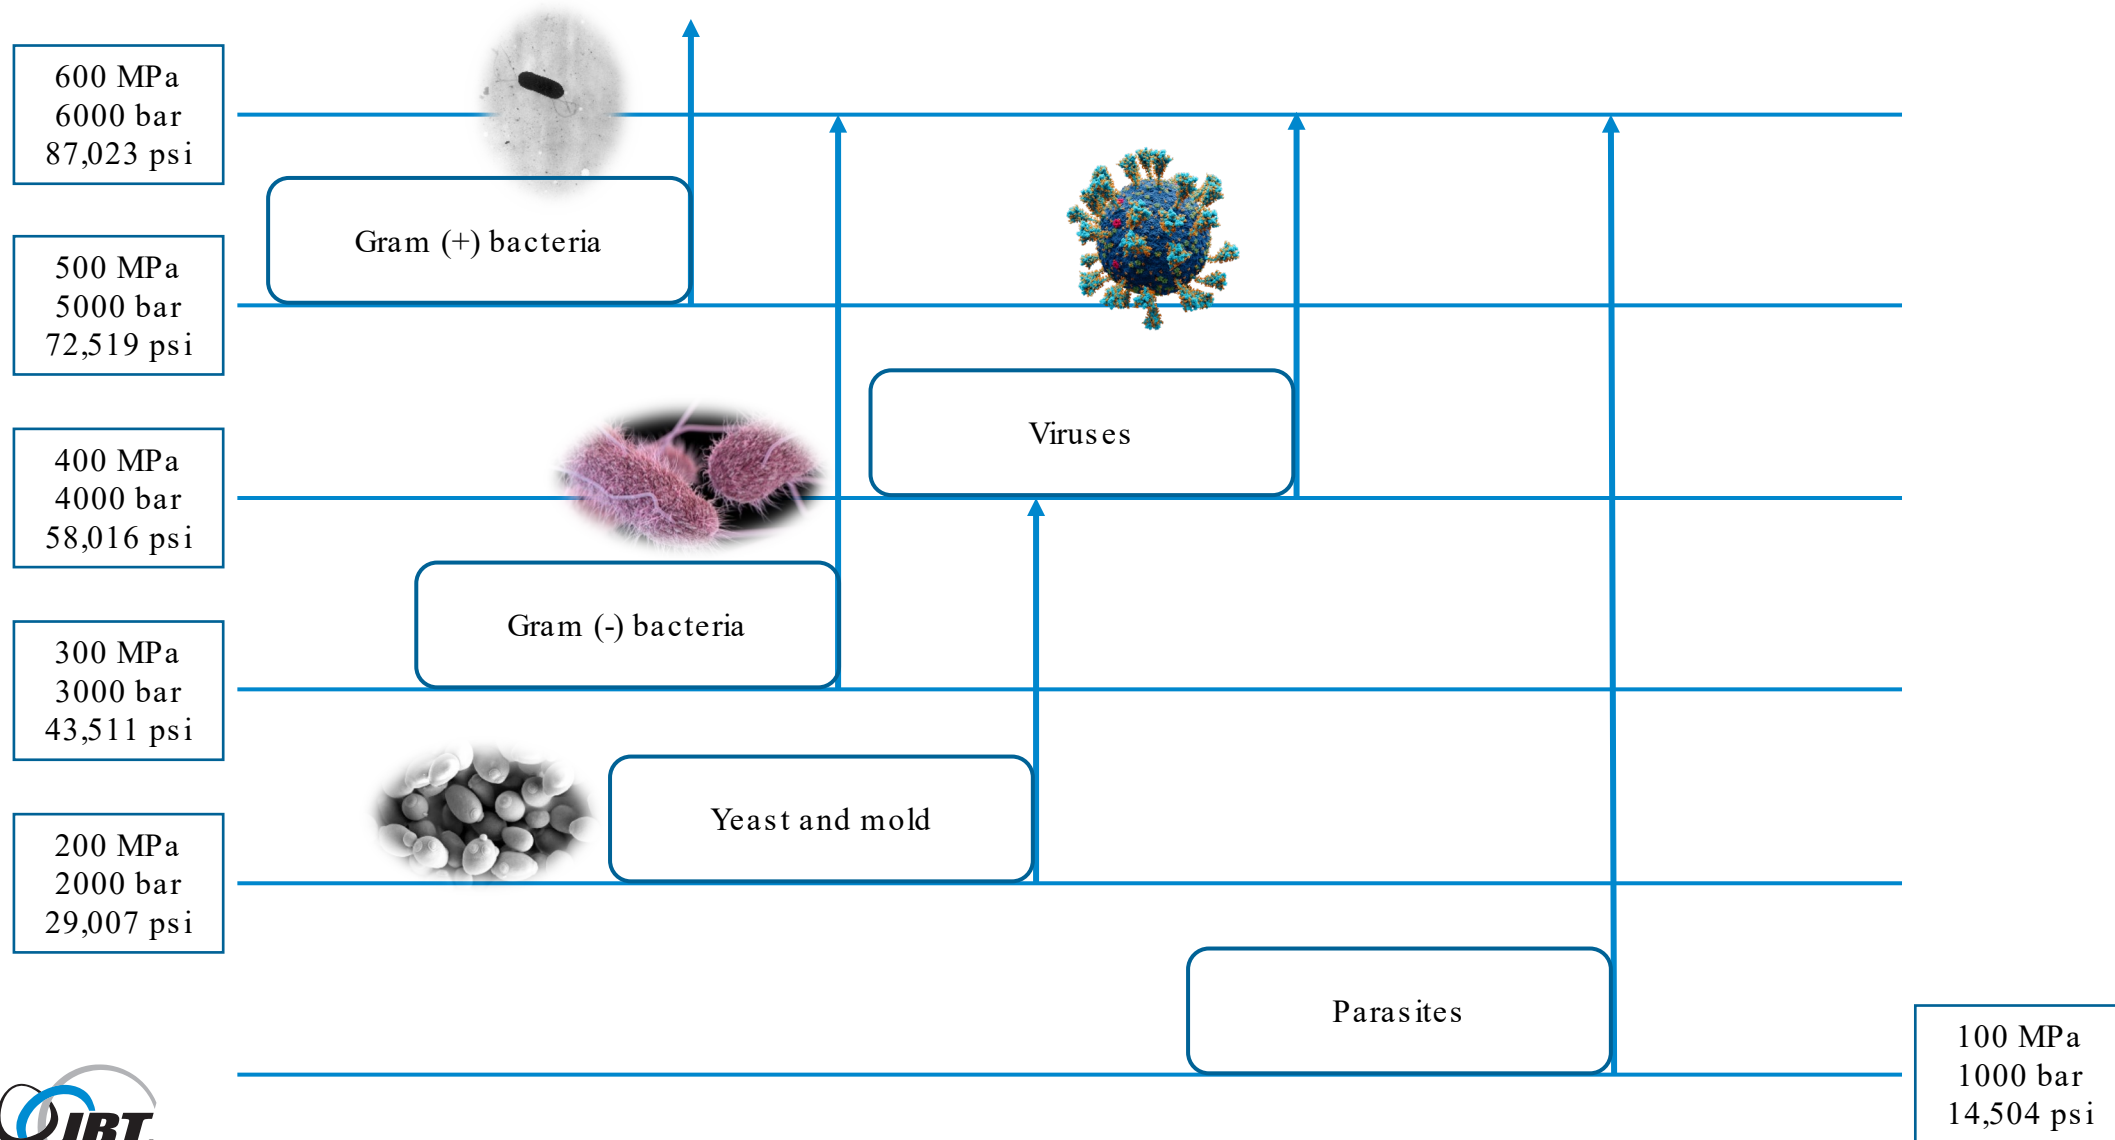 600 MPa
6000 bar
87,023 psi
Gram (+) bacteria
500 MPa
5000 bar
72,519 psi
Viruses
400 MPa
4000 bar
58,016 psi
Gram (-) bacteria
300 MPa
3000 bar
43,511 psi
Yeast and mold
200 MPa
2000 bar
29,007 psi
Parasites
100 MPa
1000 bar
14,504 psi
JBT